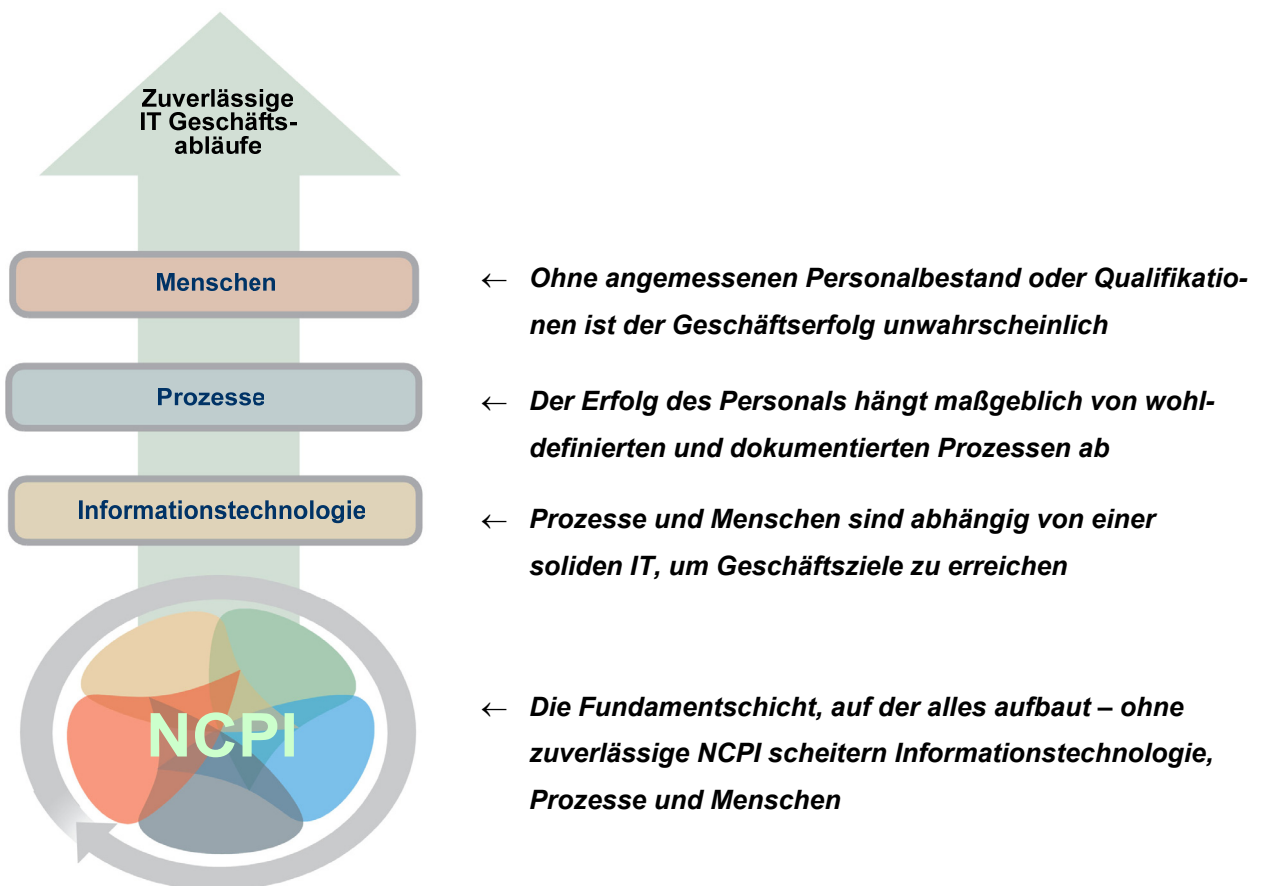 Zuverlässige
IT Geschäfts-
abläufe
Menschen
← Ohne angemessenen Personalbestand oder Qualifikatio-
nen ist der Geschäftserfolg unwahrscheinlich
Prozesse
← Der Erfolg des Personals hängt maßgeblich von wohl-
definierten und dokumentierten Prozessen ab
Informationstechnologie
← Prozesse und Menschen sind abhängig von einer
soliden IT, um Geschäftsziele zu erreichen
NCPI
← Die Fundamentschicht, auf der alles aufbaut – ohne
zuverlässige NCPI scheitern Informationstechnologie,
Prozesse und Menschen